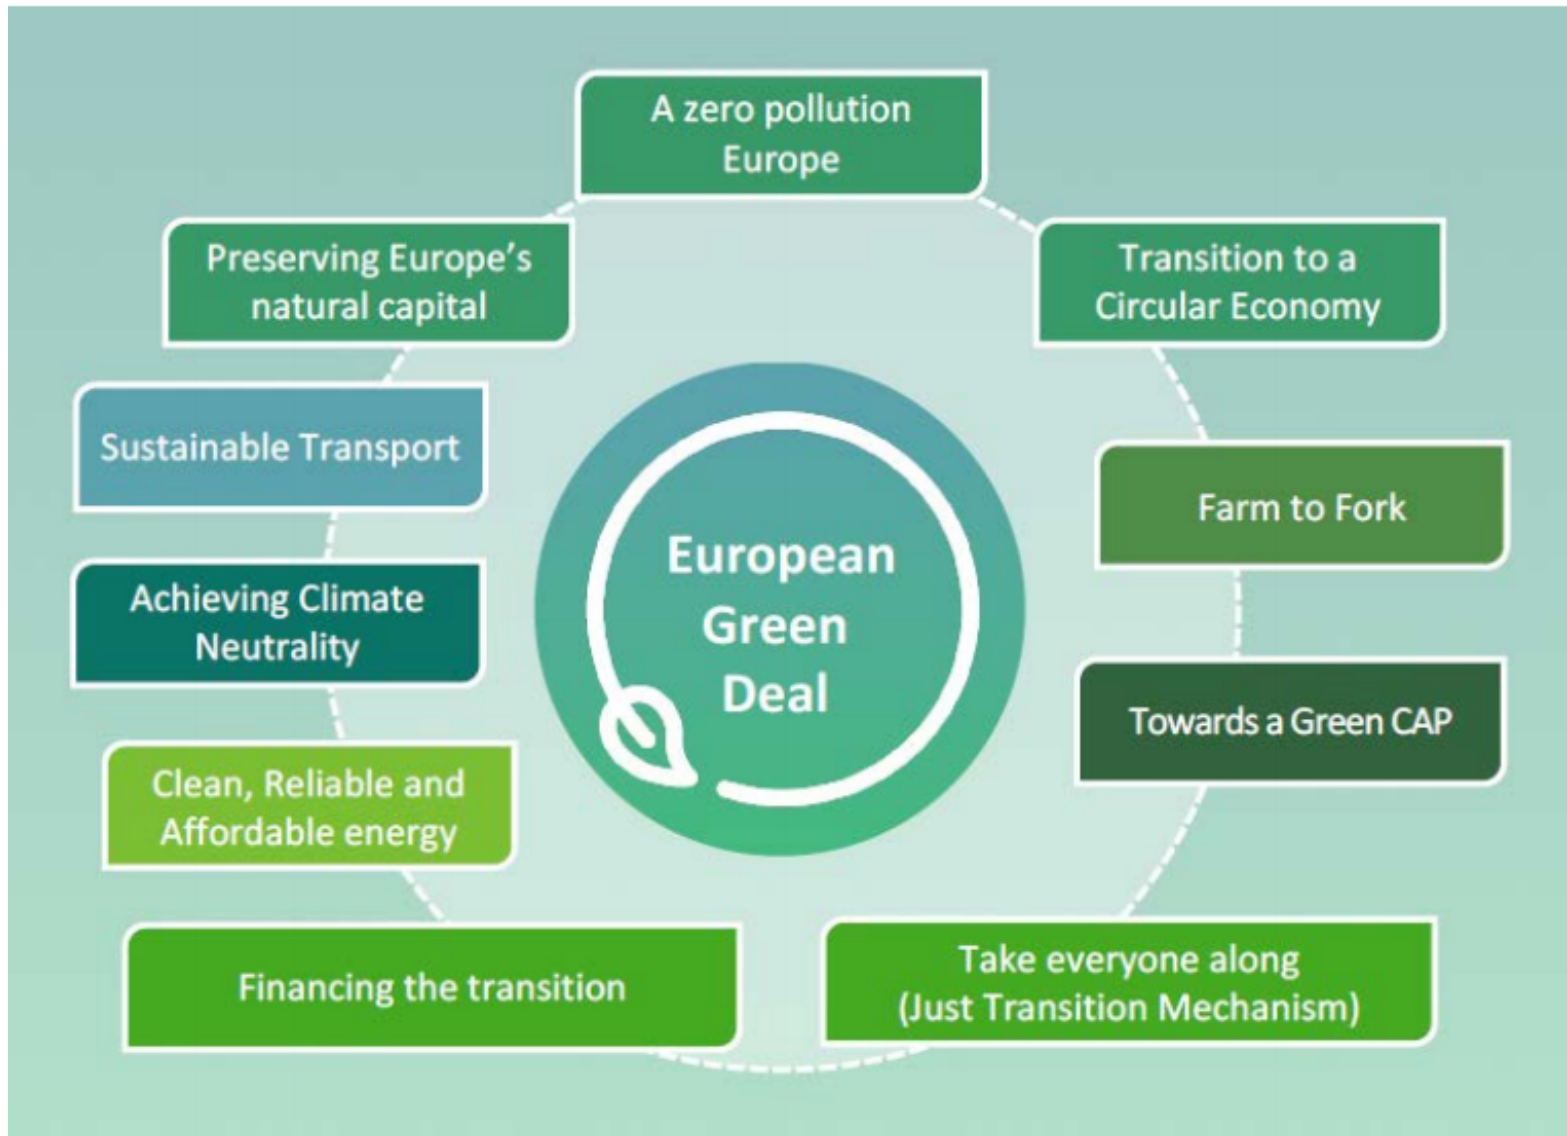 A zero pollution
Europe
Preserving Europe’s
natural capital
Transition to a
Circular Economy
Sustainable Transport
Farm to Fork
European
Green
Deal
Achieving Climate
Neutrality
Towards a Green CAP
Clean, Reliable and
Affordable energy
Financing the transition
Take everyone along
(Just Transition Mechanism)